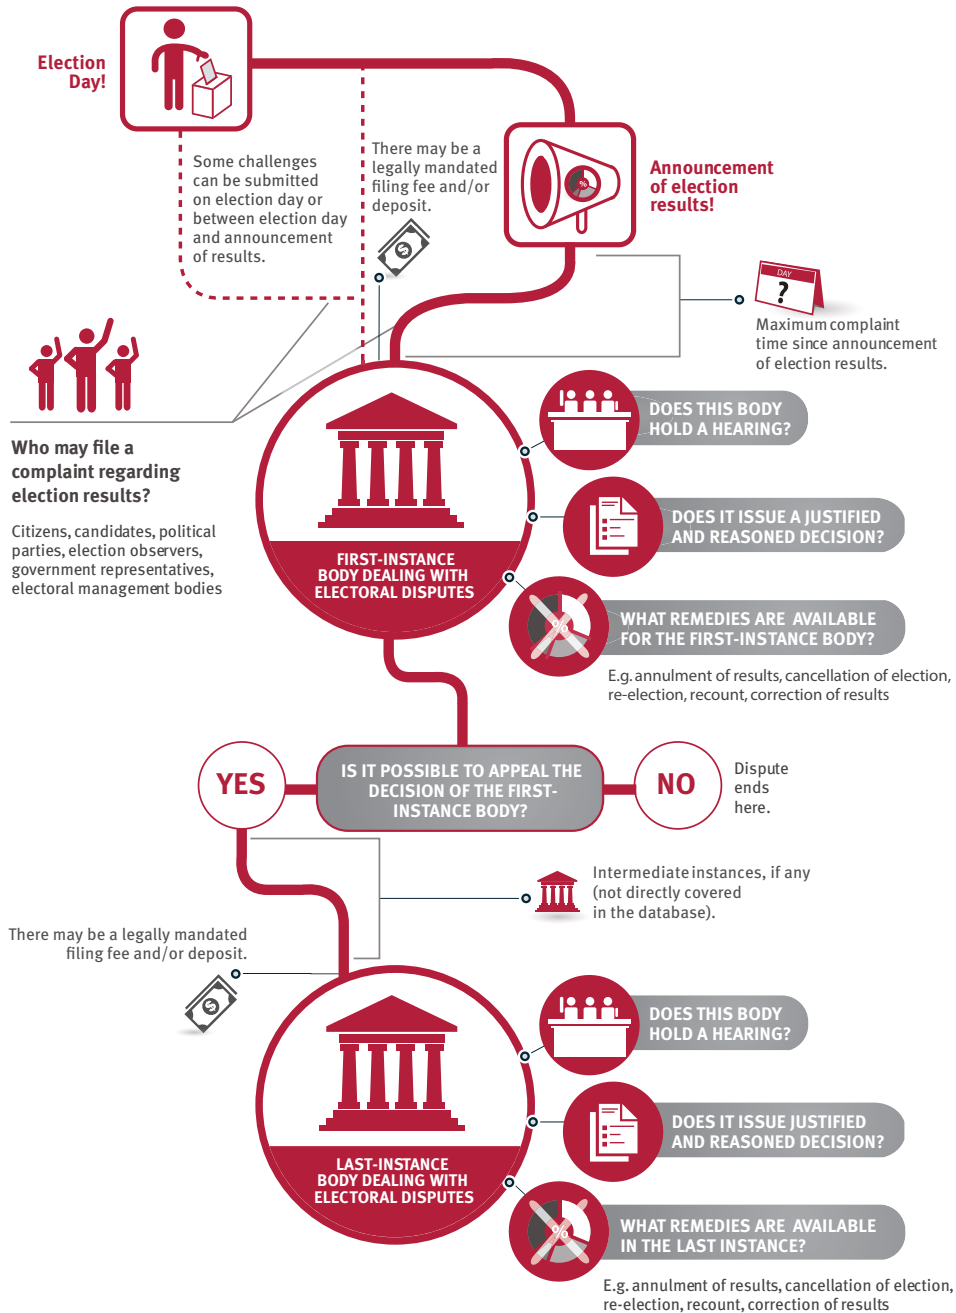 Election
Day!
Some challenges
can be submitted
on election day or
between election day
and announcement
of results.
There may be a
legally mandated
filing fee and/or
deposit.
$
%
Announcement
of election
results!
DAY
?
Maximum complaint
time since announcement
of election results.
Who may file a
complaint regarding
election results?
Citizens, candidates, political
parties, election observers,
government representatives,
electoral management bodies
FIRST-INSTANCE
BODY DEALING WITH
ELECTORAL DISPUTES
DOES THIS BODY
HOLD A HEARING?
DOES IT ISSUE A JUSTIFIED
AND REASONED DECISION?
%
WHAT REMEDIES ARE AVAILABLE
FOR THE FIRST-INSTANCE BODY?
E.g. annulment of results, cancellation of election,
re-election, recount, correction of results
YES
IS IT POSSIBLE TO APPEAL THE
DECISION OF THE FIRST-
INSTANCE BODY?
NO
Dispute
ends
here.
Intermediate instances, if any
(not directly covered
in the database).
There may be a legally mandated
filing fee and/or deposit.
$
LAST-INSTANCE
BODY DEALING WITH
ELECTORAL DISPUTES
DOES THIS BODY
HOLD A HEARING?
DOES IT ISSUE JUSTIFIED
AND REASONED DECISION?
%
WHAT REMEDIES ARE AVAILABLE
IN THE LAST INSTANCE?
E.g. annulment of results, cancellation of election,
re-election, recount, correction of results